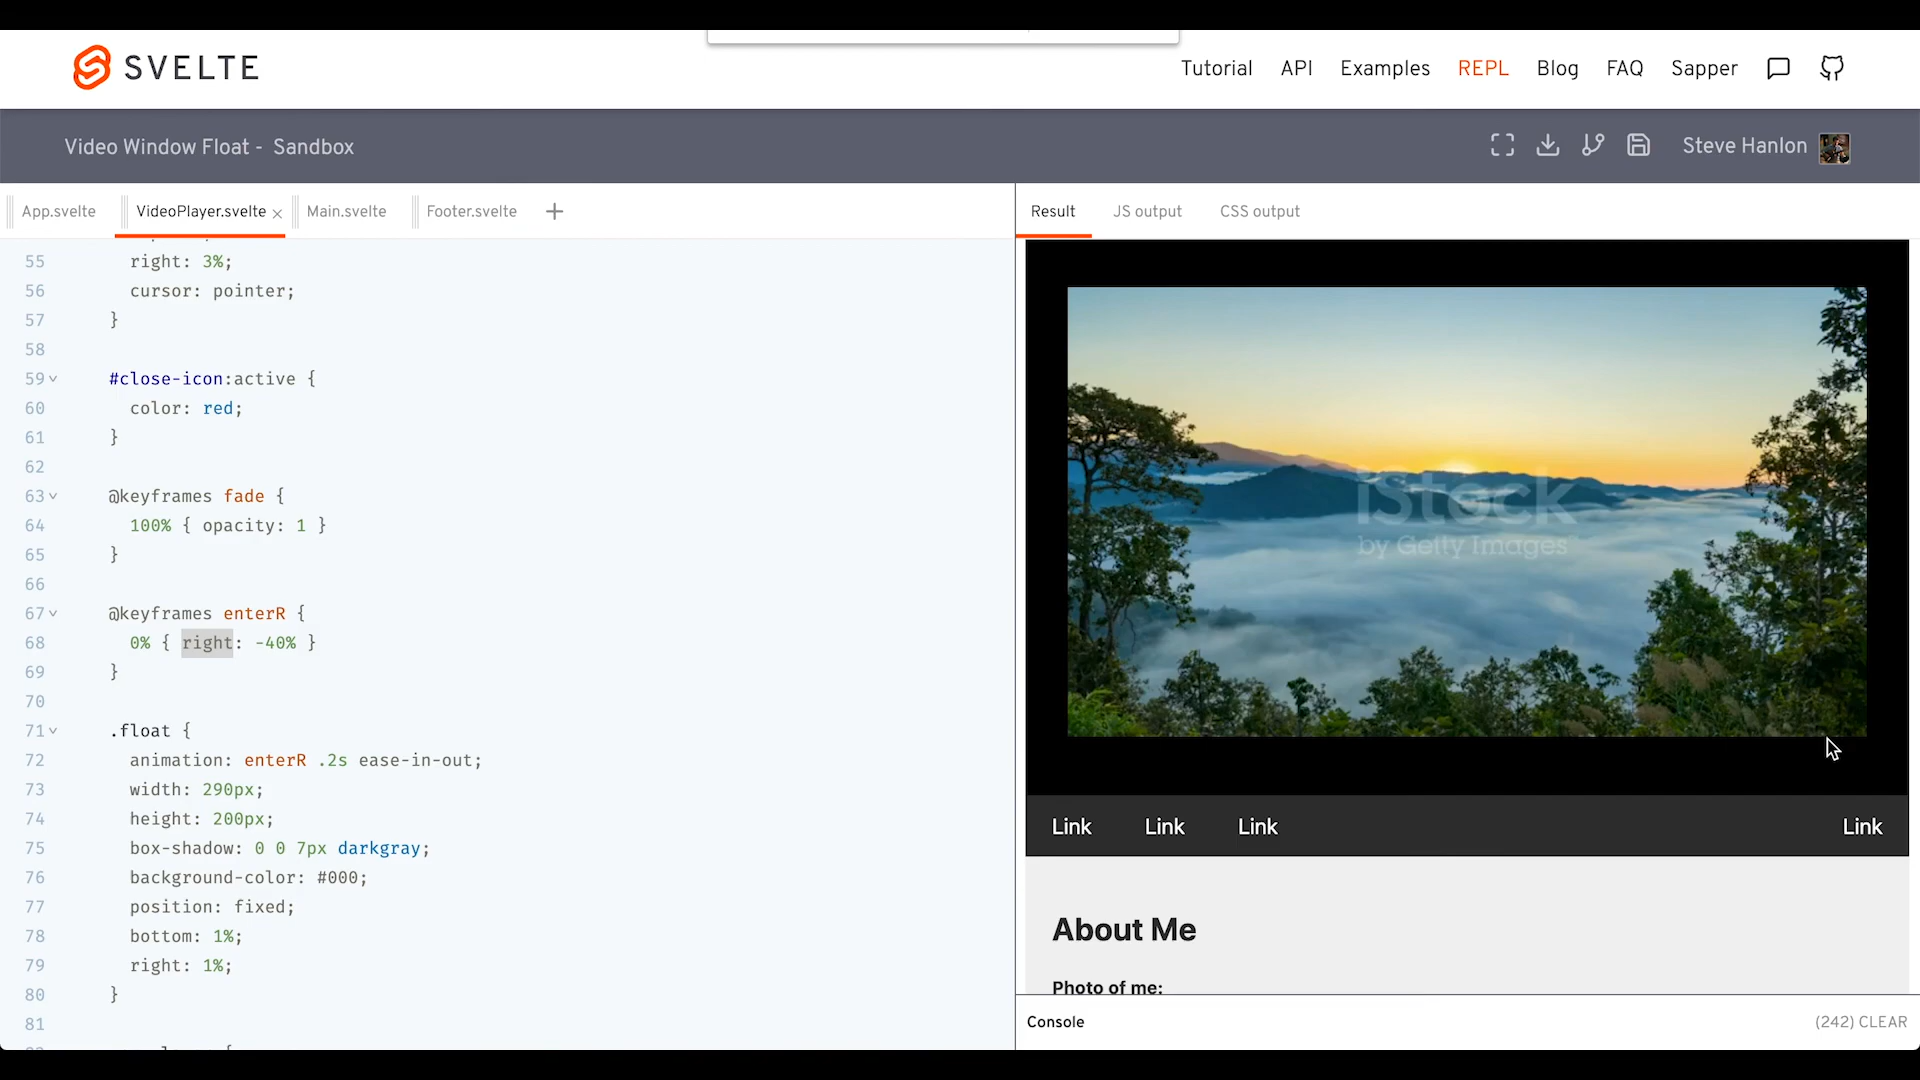 SVELTE
Tutorial API Examples REPL Blog FAQ Sapper
Video Window Float - Sandbox
Steve Hanlon
App.svelte VideoPlayer.svelte × Main.svelte Footer.svelte +
Result JS output CSS output
55 right: 3%;
56 cursor: pointer;
57 }
58
59 #close-icon:active {
60 color: red;
61 }
62
63 @keyframes fade {
64 100% { opacity: 1 }
65 }
66
67 @keyframes enterR {
68 0% { right: -40% }
69 }
70
71 .float {
72 animation: enterR .2s ease-in-out;
73 width: 290px;
74 height: 200px;
75 box-shadow: 0 0 7px darkgray;
76 background-color: #000;
77 position: fixed;
78 bottom: 1%;
79 right: 1%;
80 }
81
iStock
by Getty Images
Link Link Link Link
About Me
Photo of me:
Console (242) CLEAR